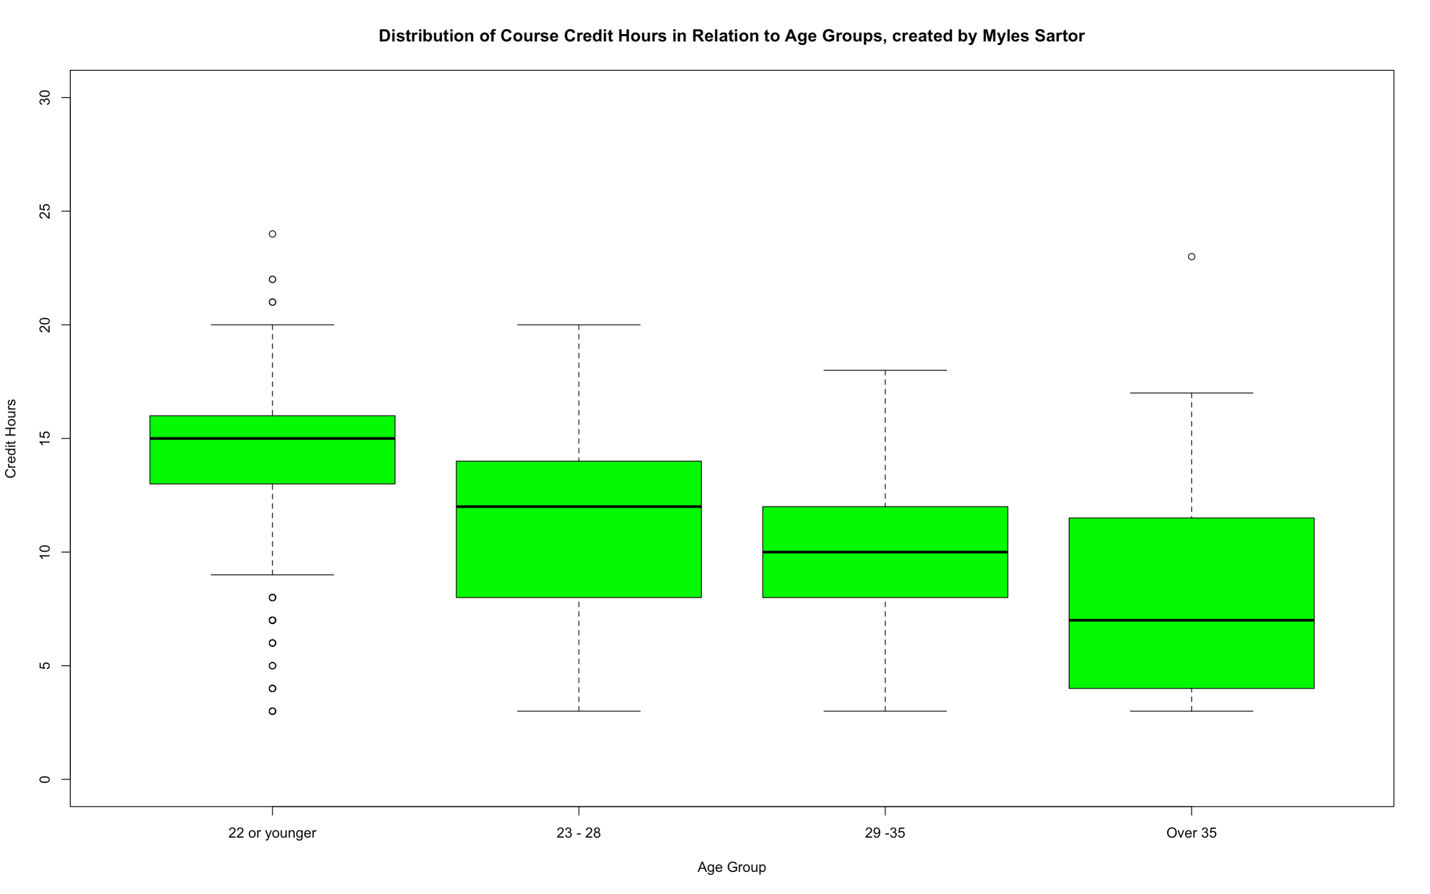 Distribution of Course Credit Hours in Relation to Age Groups, created by Myles Sartor
30
25
20
15
10
5
0
Credit Hours
22 or younger
23 - 28
29 -35
Over 35
Age Group